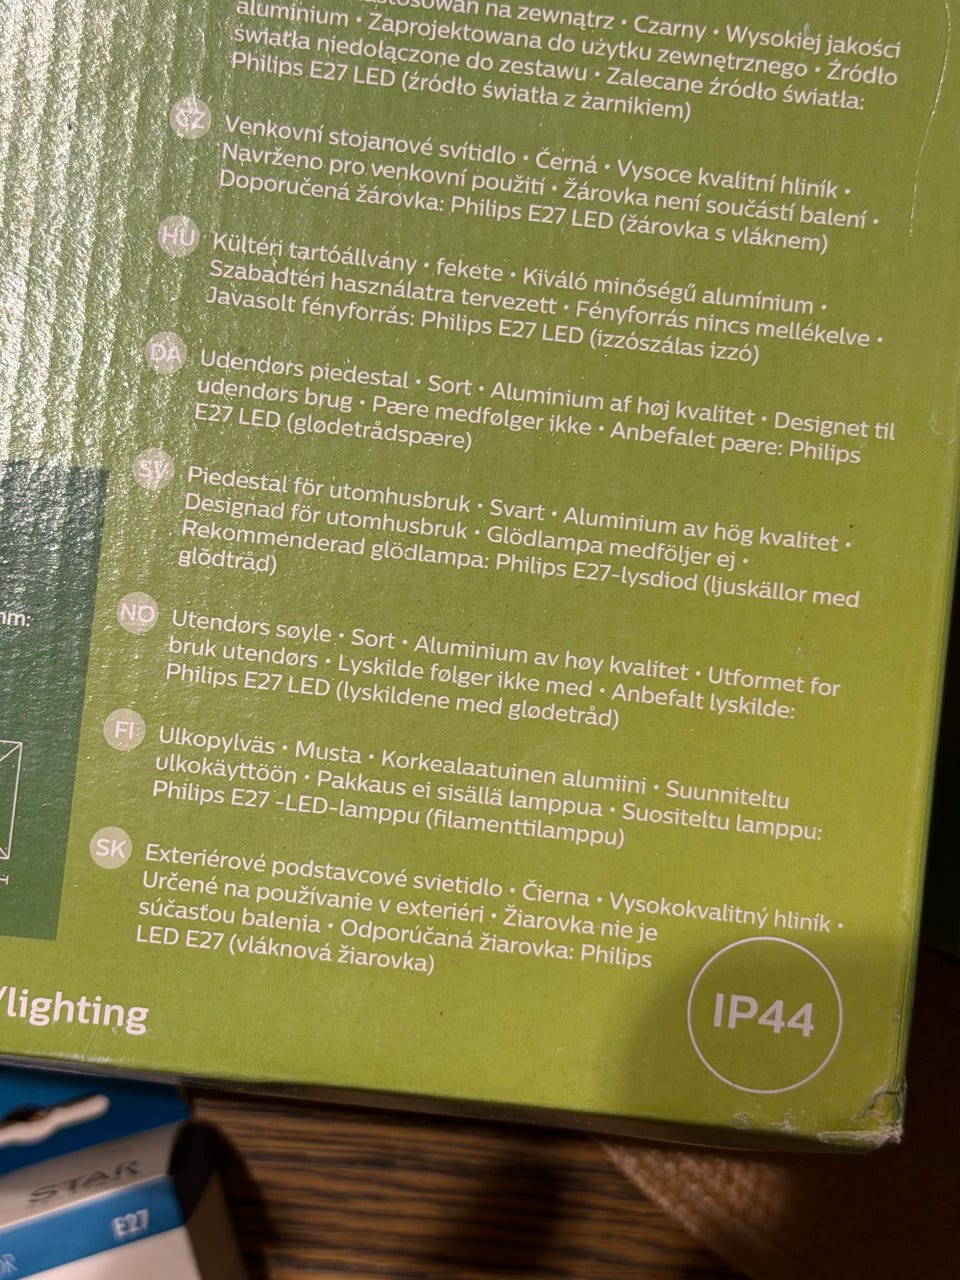 na zewnątrz • Czarny • Wysokiej jakości
aluminium • Zaprojektowana do użytku zewnętrznego • Źródło
światła niedołączone do zestawu • Zalecane źródło światła:
Philips E27 LED (źródło światła z żarnikiem)
CZ Venkovní stojanové svítidlo • Černá • Vysoce kvalitní hliník •
Navrženo pro venkovní použití • Žárovka není součástí balení •
Doporučená žárovka: Philips E27 LED (žárovka s vláknem)
HU Kültéri tartóállvány • fekete • Kiváló minőségű alumínium •
Szabadtéri használatra tervezett • Fényforrás nincs mellékelve •
Javasolt fényforrás: Philips E27 LED (izzószálas izzó)
DA Udendørs piedestal • Sort • Aluminium af høj kvalitet • Designet til
udendørs brug • Pære medfølger ikke • Anbefalet pære: Philips
E27 LED (glødetrådspære)
SV Piedestal för utomhusbruk • Svart • Aluminium av hög kvalitet •
Designad för utomhusbruk • Glödlampa medföljer ej •
Rekommenderad glödlampa: Philips E27-lysdiod (ljuskällor med
glödtråd)
NO Utendørs søyle • Sort • Aluminium av høy kvalitet • Utformet for
bruk utendørs • Lyskilde følger ikke med • Anbefalt lyskilde:
Philips E27 LED (lyskildene med glødetråd)
FI Ulkopylväs • Musta • Korkealaatuinen alumiini • Suunniteltu
ulkokäyttöön • Pakkaus ei sisällä lamppua • Suositeltu lamppu:
Philips E27 -LED-lamppu (filamenttilamppu)
SK Exteriérové podstavcové svietidlo • Čierna • Vysokokvalitný hliník •
Určené na používanie v exteriéri • Žiarovka nie je
súčasťou balenia • Odporúčaná žiarovka: Philips
LED E27 (vláknová žiarovka)
IP44
/lighting
STAR
E27